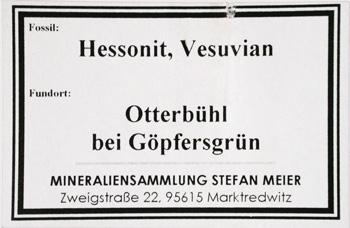 Fossil:
Hessonit, Vesuvian
Fundort:
Otterbühl
bei Göpfersgrün
MINERALIENSAMMLUNG STEFAN MEIER
Zweigstraße 22, 95615 Marktredwitz